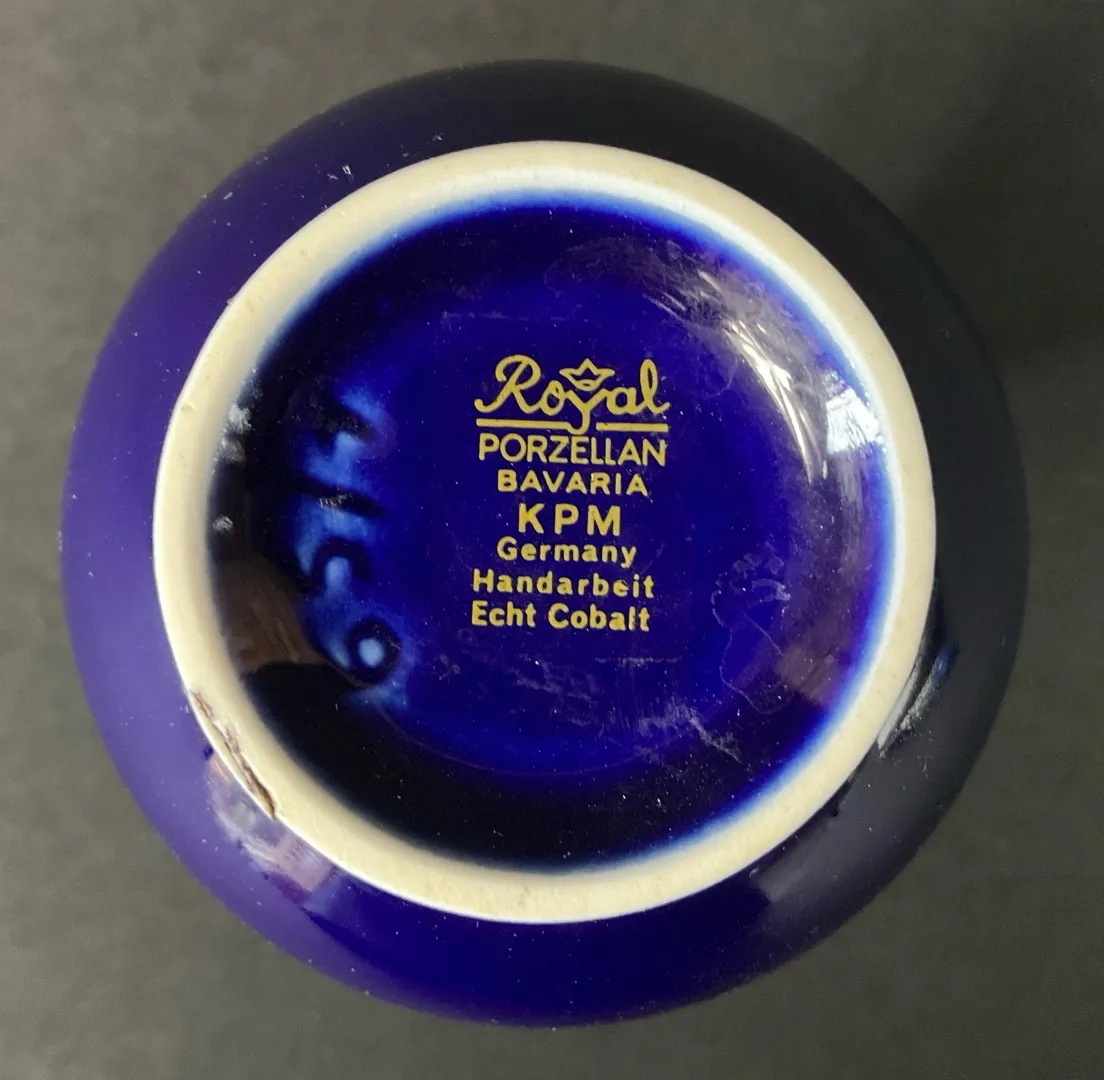 Royal
PORZELLAN
BAVARIA
KPM
Germany
Handarbeit
Echt Cobalt